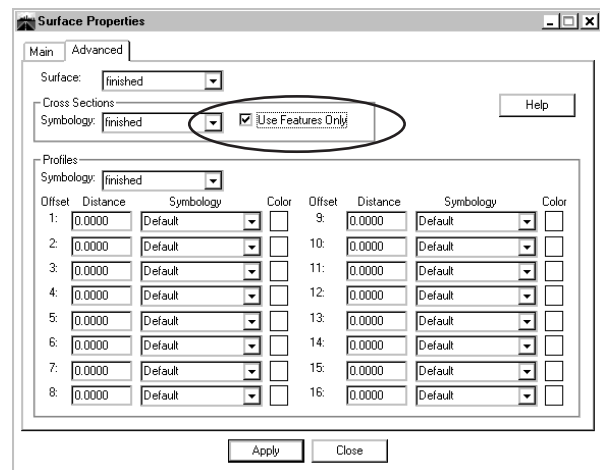 Surface Properties
Main Advanced
Surface: finished
Cross Sections
Symbology: finished Use Features Only
Help
Profiles
Symbology: finished
Offset Distance Symbology Color Offset Distance Symbology Color
1: 0.0000 Default 9: 0.0000 Default
2: 0.0000 Default 10: 0.0000 Default
3: 0.0000 Default 11: 0.0000 Default
4: 0.0000 Default 12: 0.0000 Default
5: 0.0000 Default 13: 0.0000 Default
6: 0.0000 Default 14: 0.0000 Default
7: 0.0000 Default 15: 0.0000 Default
8: 0.0000 Default 16: 0.0000 Default
Apply Close